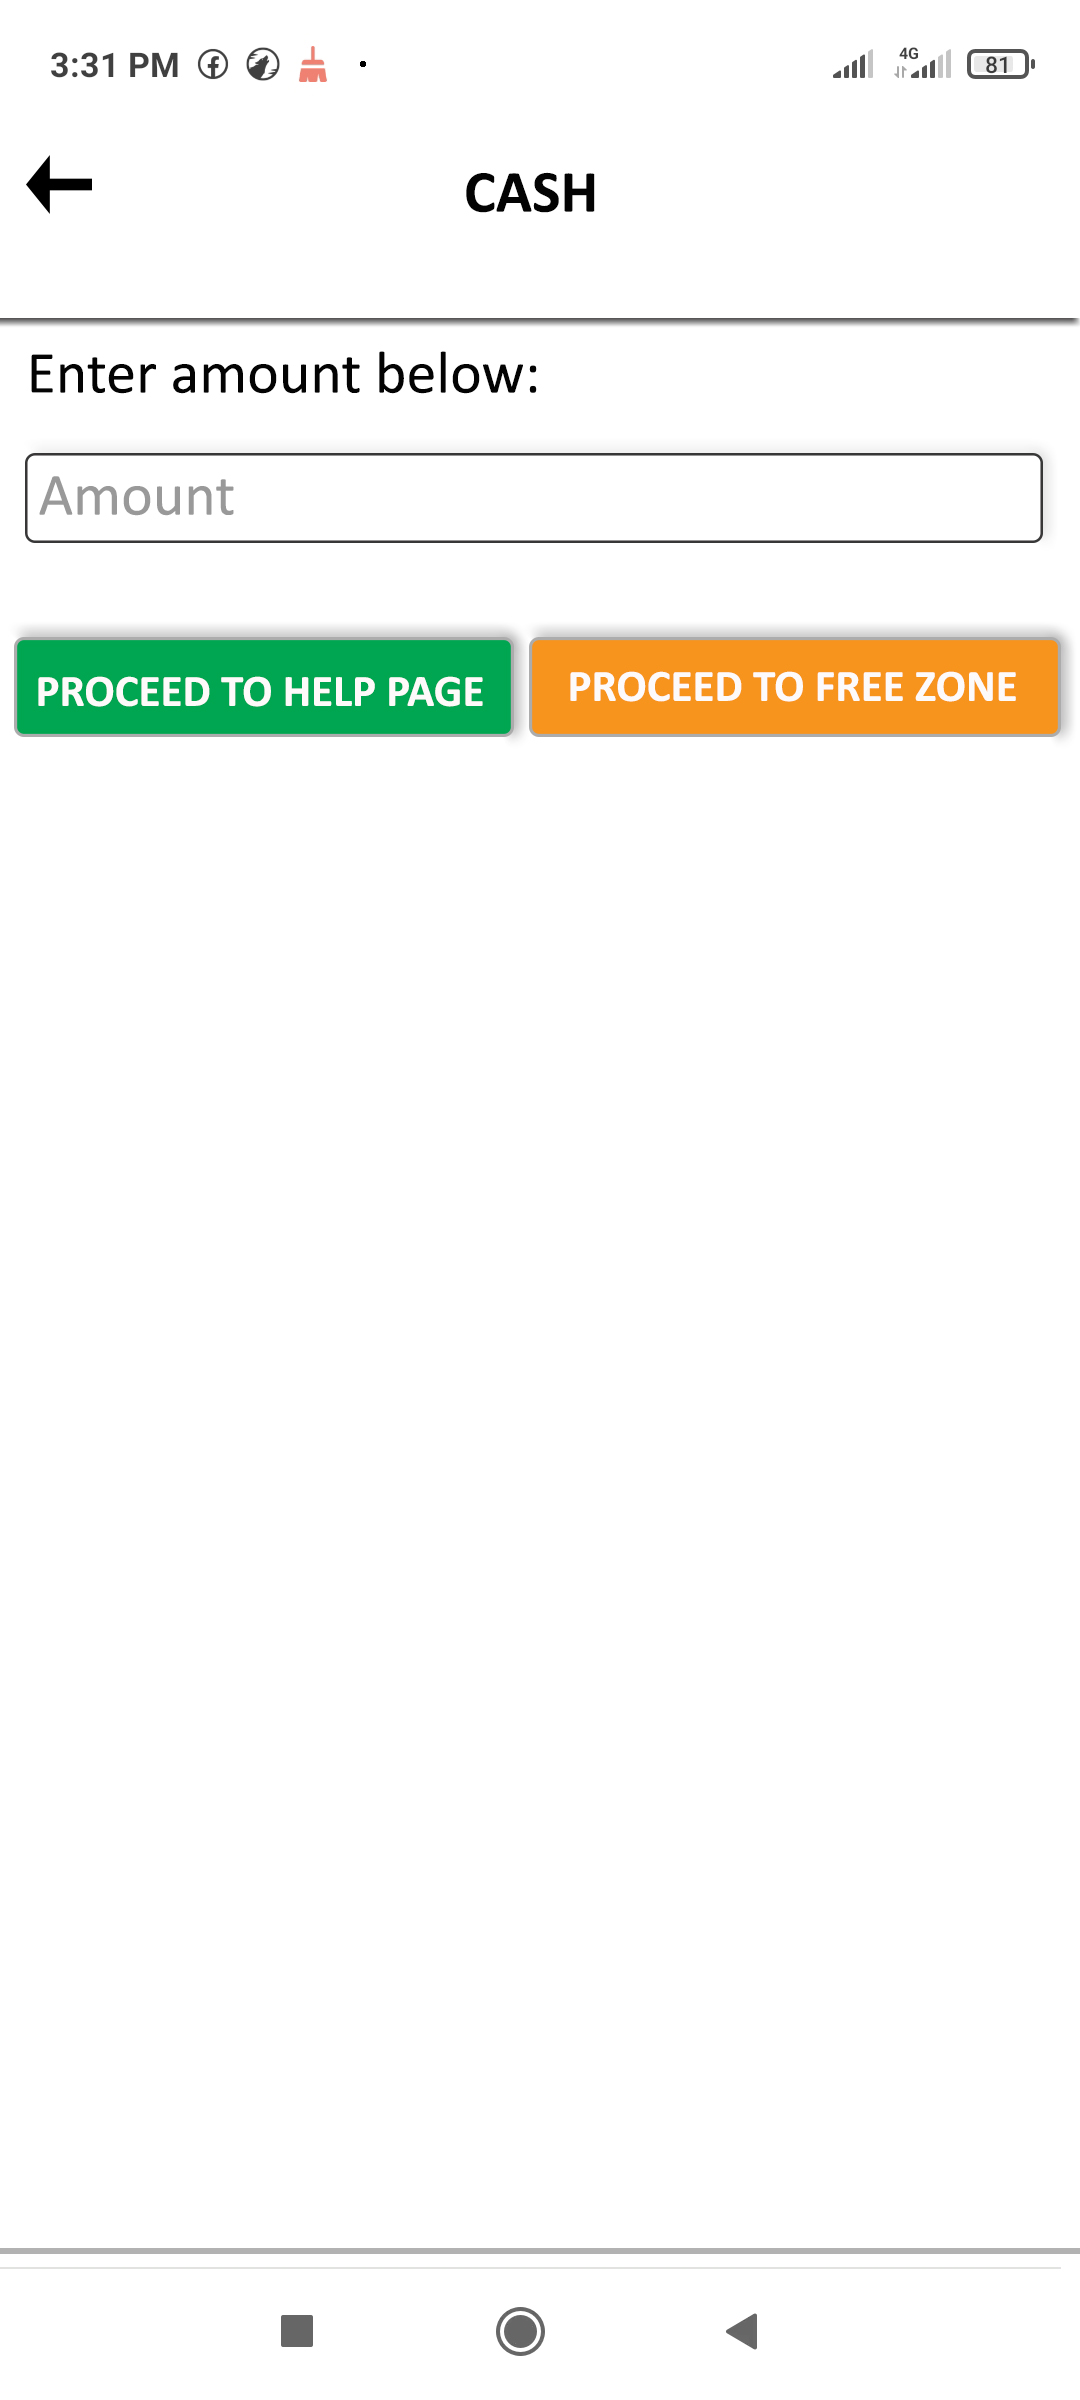 3:31 PM
4G
81
CASH
Enter amount below:
Amount
PROCEED TO HELP PAGE
PROCEED TO FREE ZONE